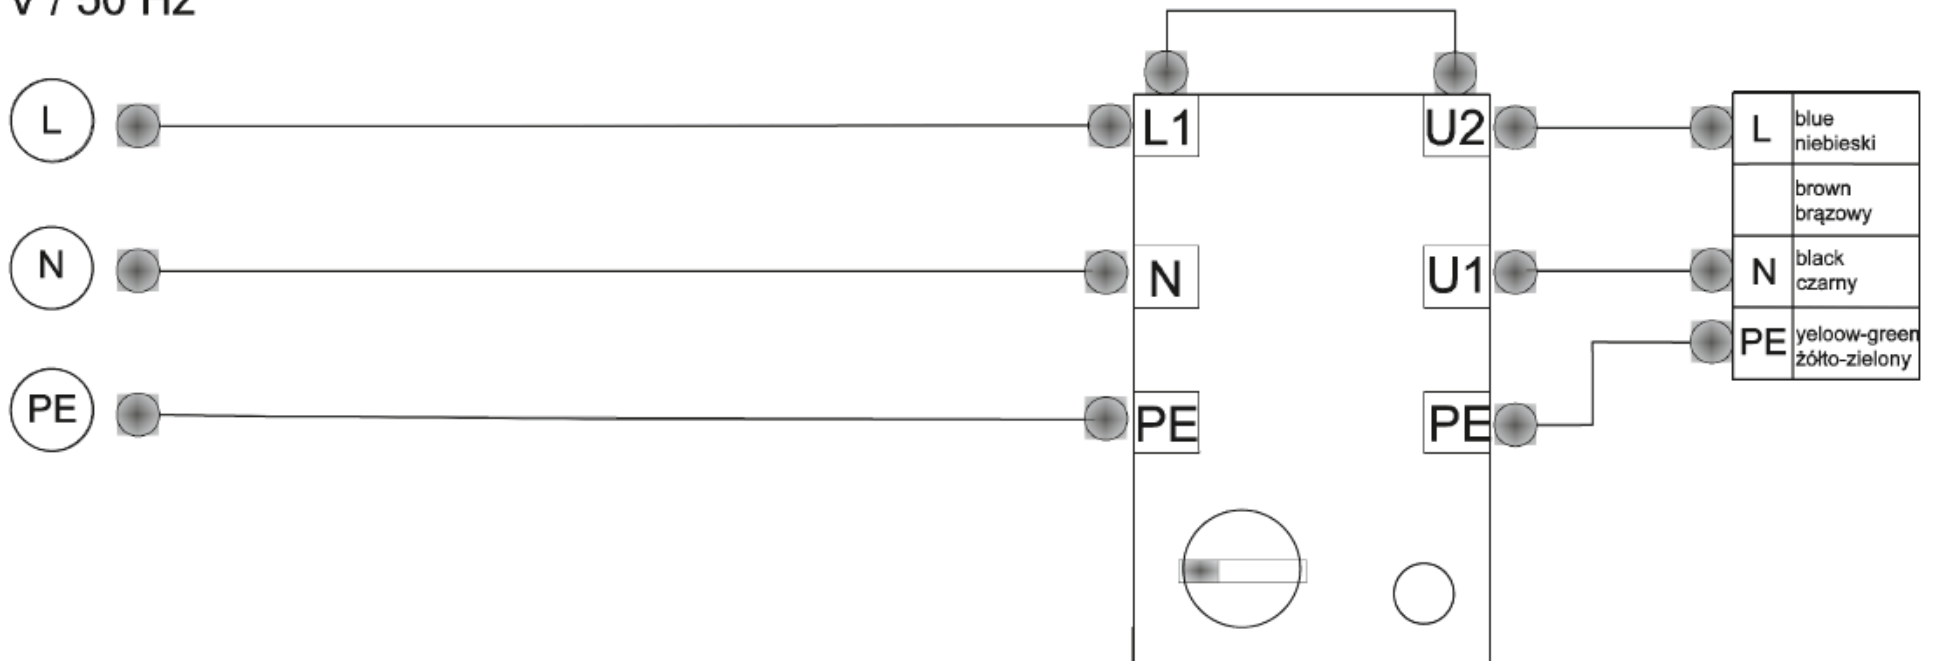 V / 50 Hz
L
L1
U2
L
blue
niebieski
brown
brązowy
N
N
U1
N
black
czarny
PE
PE
PE
PE
yeloow-green
żółto-zielony